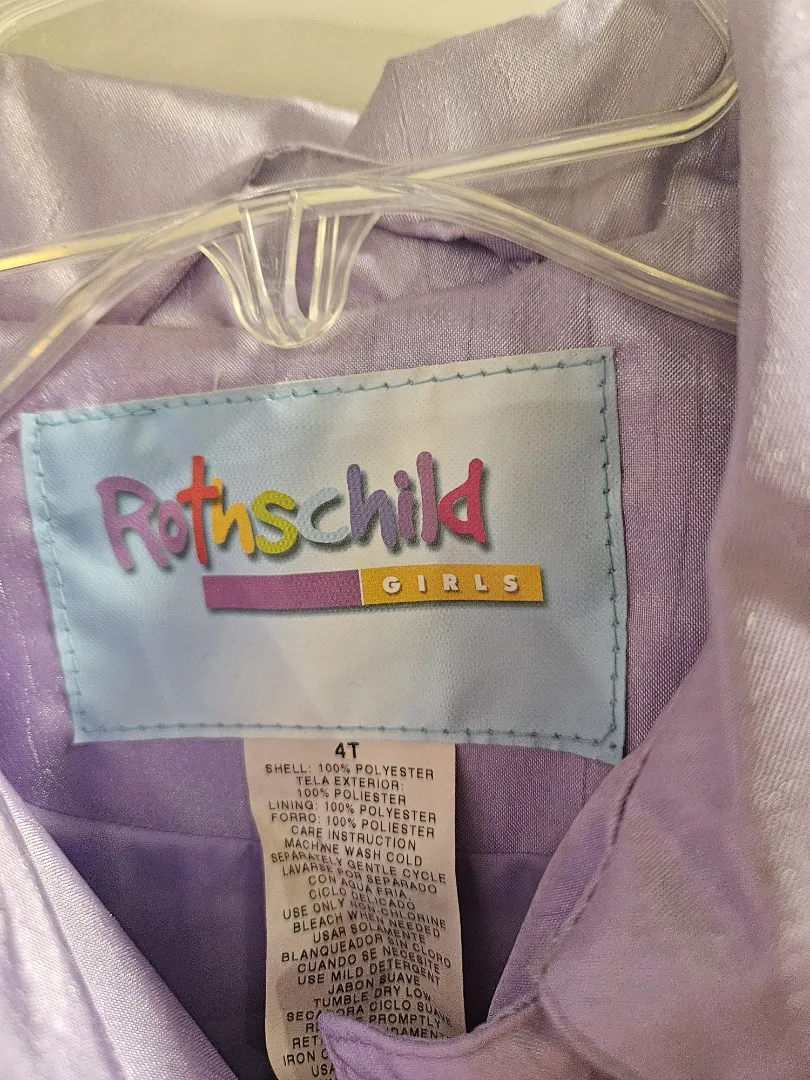 Rothschild
GIRLS
4T
SHELL: 100% POLYESTER
TELA EXTERIOR:
100% POLIESTER
LINING: 100% POLYESTER
FORRO: 100% POLIESTER
CARE INSTRUCTION
MACHINE WASH COLD
SEPARATELY GENTLE CYCLE
LAVARSE POR SEPARADO
CON AGUA FRIA,
CICLO DELICADO
USE ONLY NON-CHLORINE
BLEACH WHEN NEEDED
USAR SOLAMENTE
BLANQUEADOR SIN CLORO
CUANDO SE NECESITE
USE MILD DETERGENT
JABON SUAVE
TUMBLE DRY LOW
CICLO SUAVE
PROMPTLY
IRON